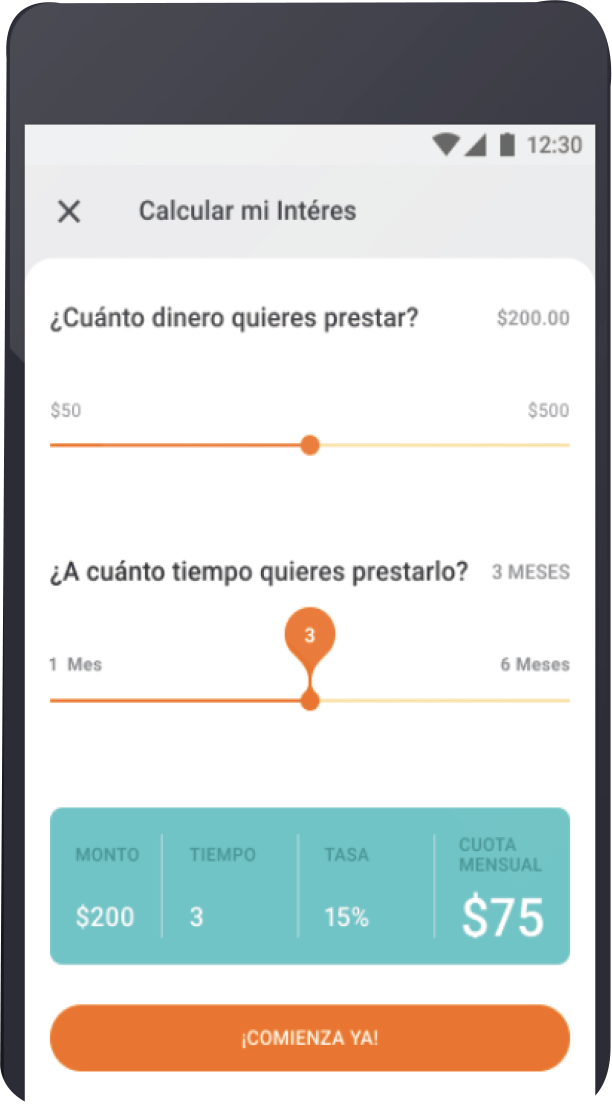 12:30
Calcular mi Intéres
¿Cuánto dinero quieres prestar? $200.00
$50 $500
¿A cuánto tiempo quieres prestarlo? 3 MESES
3
1 Mes 6 Meses
MONTO TIEMPO TASA CUOTA
MENSUAL
$200 3 15% $75
¡COMIENZA YA!